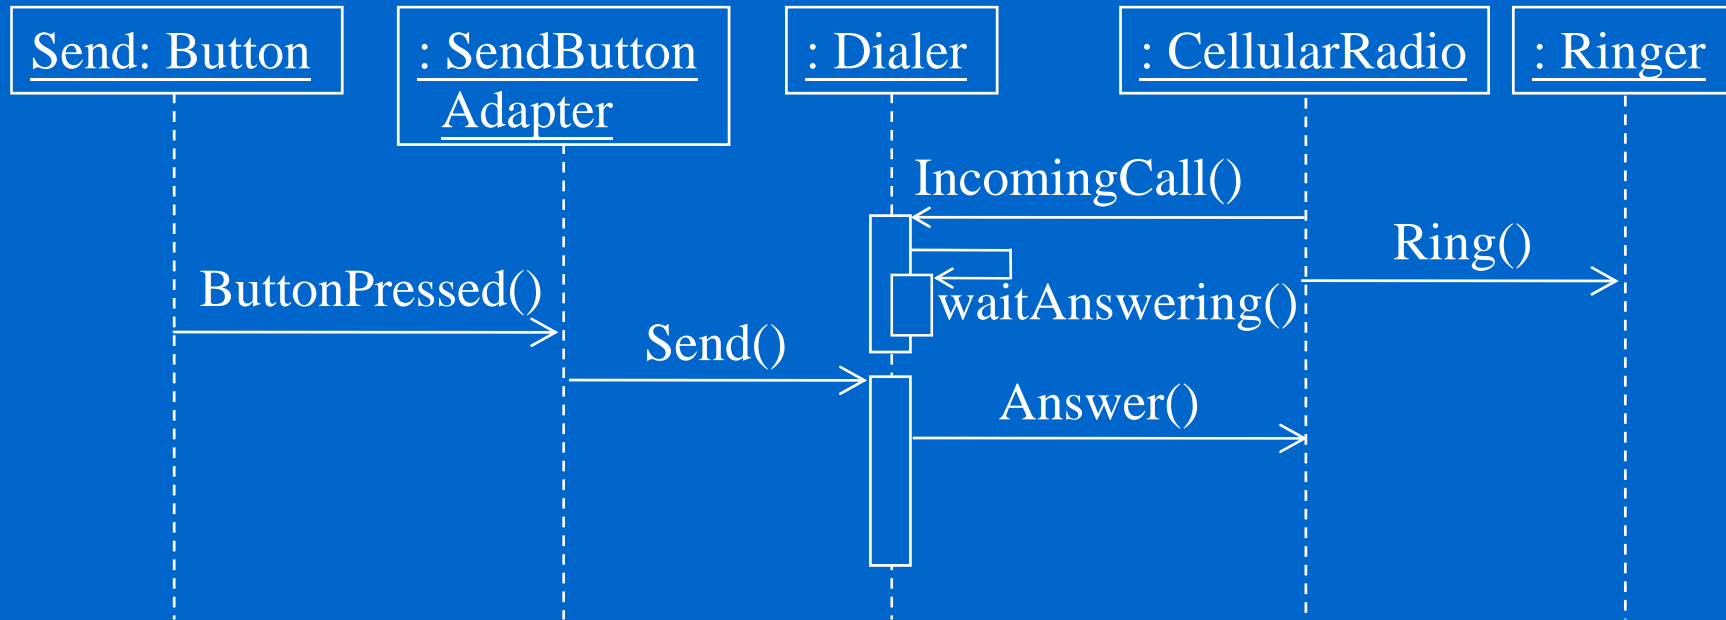 Send: Button
: SendButton
Adapter
: Dialer
: CellularRadio
: Ringer
IncomingCall()
Ring()
ButtonPressed()
waitAnswering()
Send()
Answer()